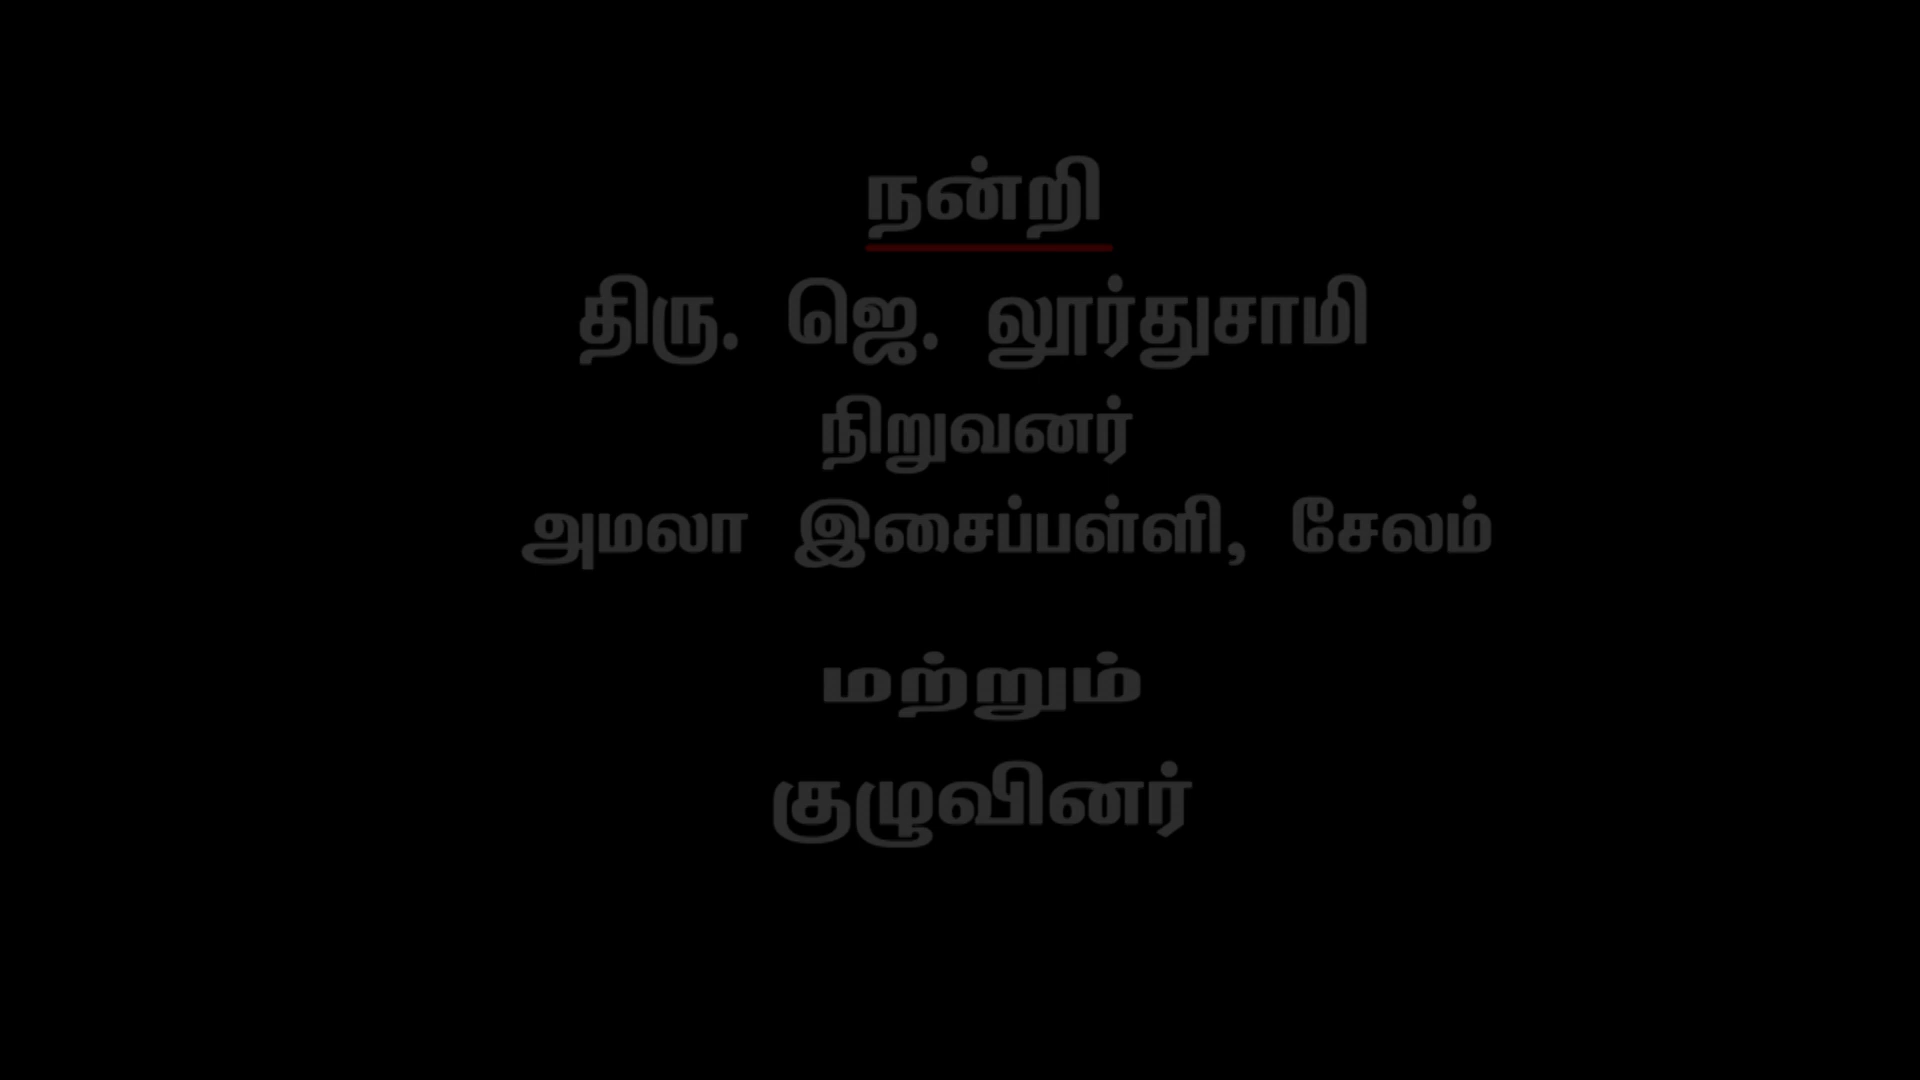 நன்றி
திரு. ஜெ. லூர்துசாமி
நிறுவனர்
அமலா இசைப்பள்ளி, சேலம்
மற்றும்
குழுவினர்